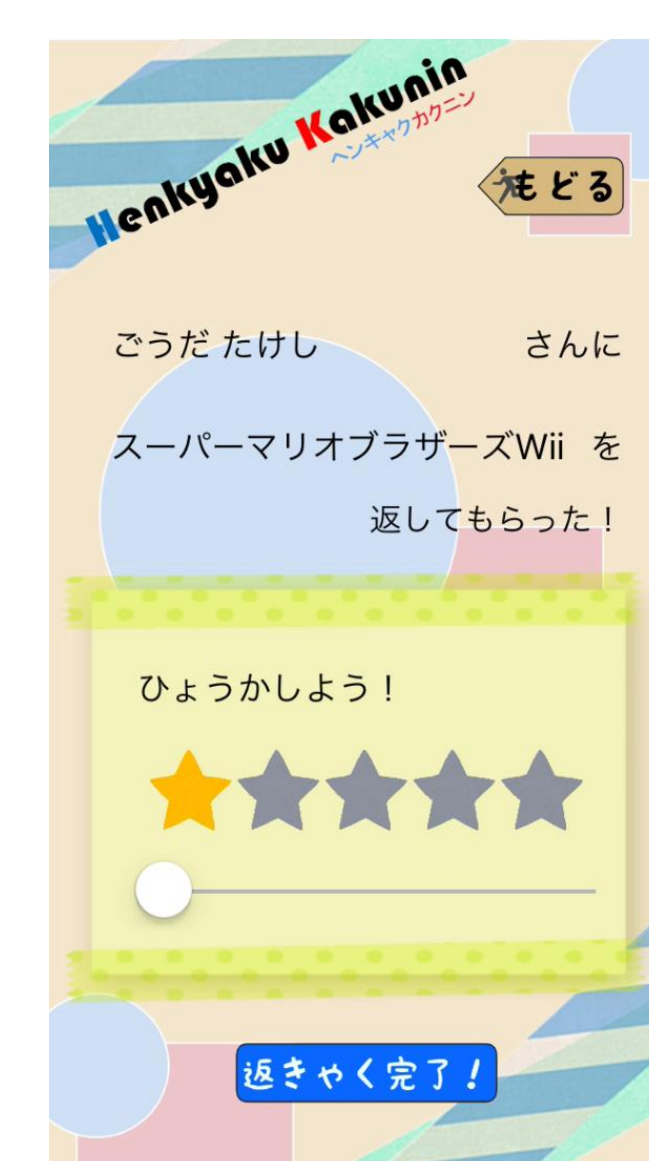 Henkyaku Kakunin
ヘンキャクカクニン
もどる
ごうだ たけし さんに
スーパーマリオブラザーズWii を
返してもらった！
ひょうかしよう！
返きゃく完了！